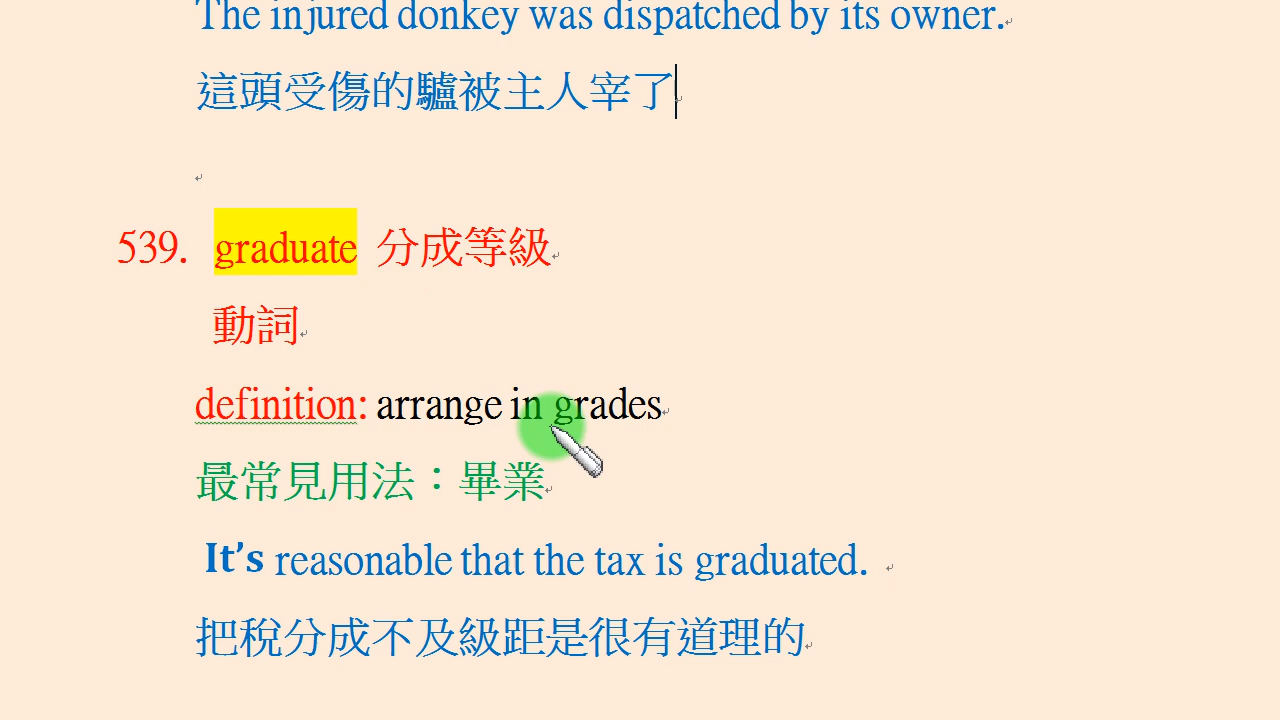 The injured donkey was dispatched by its owner.
這頭受傷的驢被主人宰了
539. graduate 分成等級
動詞
definition: arrange in grades
最常見用法：畢業
It’s reasonable that the tax is graduated.
把稅分成不及級距是很有道理的